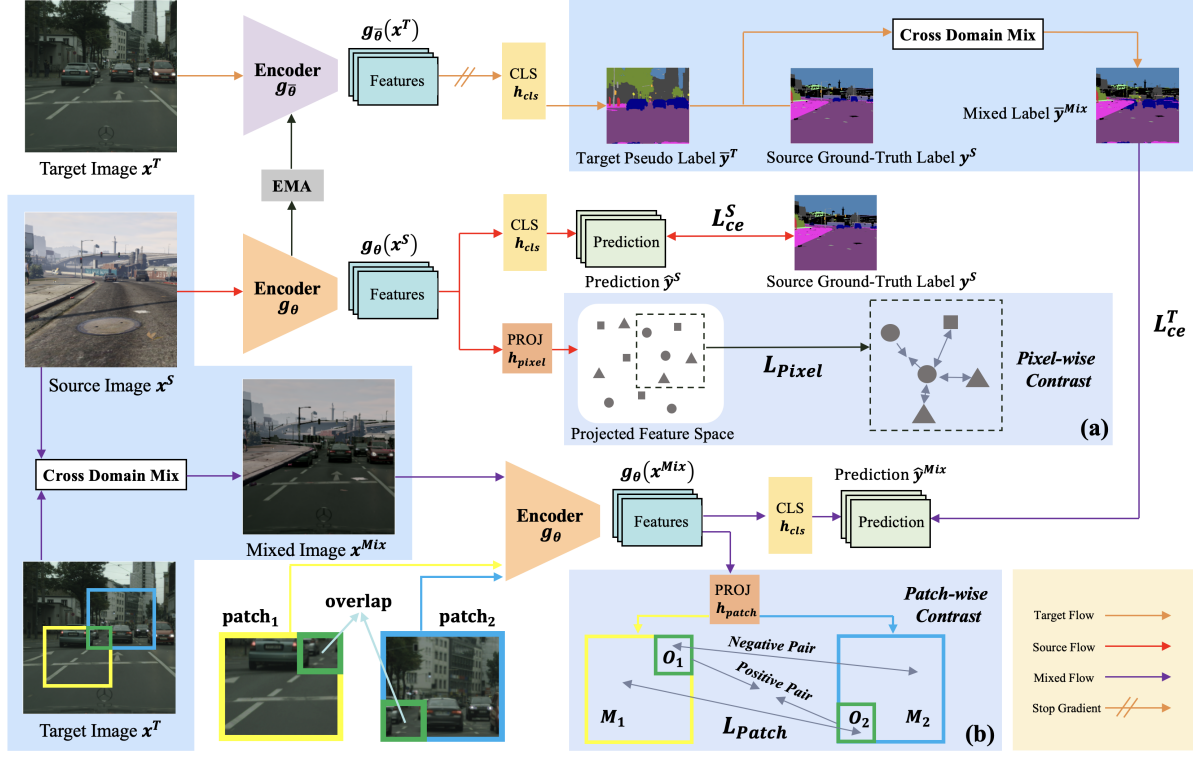 g_θ̅(x^T)
Encoder
g_θ̅
Features
CLS
h_cls
Cross Domain Mix
Mixed Label y̅^Mix
Target Image x^T
Target Pseudo Label y̅^T
Source Ground-Truth Label y^S
EMA
g_θ(x^S)
Encoder
g_θ
Features
CLS
h_cls
Prediction
L_ce^S
Prediction ŷ^S
Source Ground-Truth Label y^S
L_ce^T
PROJ
h_pixel
L_Pixel
Pixel-wise
Contrast
Projected Feature Space
(a)
Source Image x^S
Cross Domain Mix
Mixed Image x^Mix
g_θ(x^Mix)
Encoder
g_θ
Features
CLS
h_cls
Prediction ŷ^Mix
Prediction
PROJ
h_patch
Patch-wise
Contrast
patch_1
overlap
patch_2
O_1
Negative Pair
Positive Pair
M_1
O_2
M_2
L_Patch
(b)
Target Image x^T
Target Flow
Source Flow
Mixed Flow
Stop Gradient